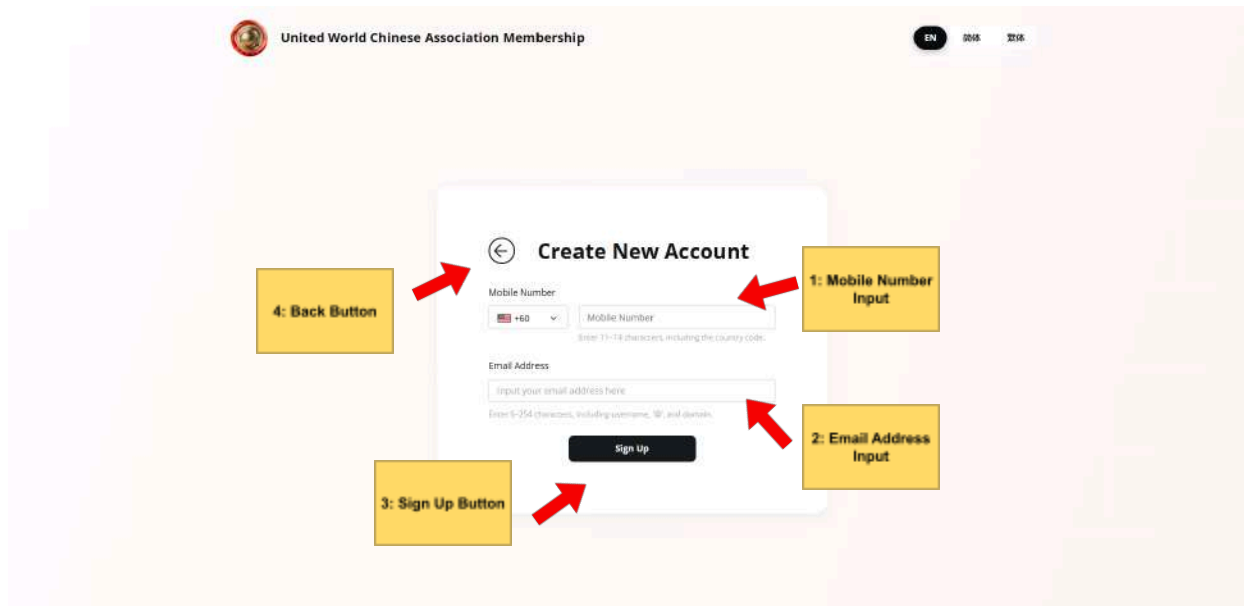 United World Chinese Association Membership
EN 简体 繁体
Create New Account
1: Mobile Number
Input
4: Back Button
Mobile Number
+60
Mobile Number
Enter 11-14 characters, including the country code.
Email Address
Input your email address here
Enter 6-254 characters, including username, '@', and domain.
2: Email Address
Input
Sign Up
3: Sign Up Button